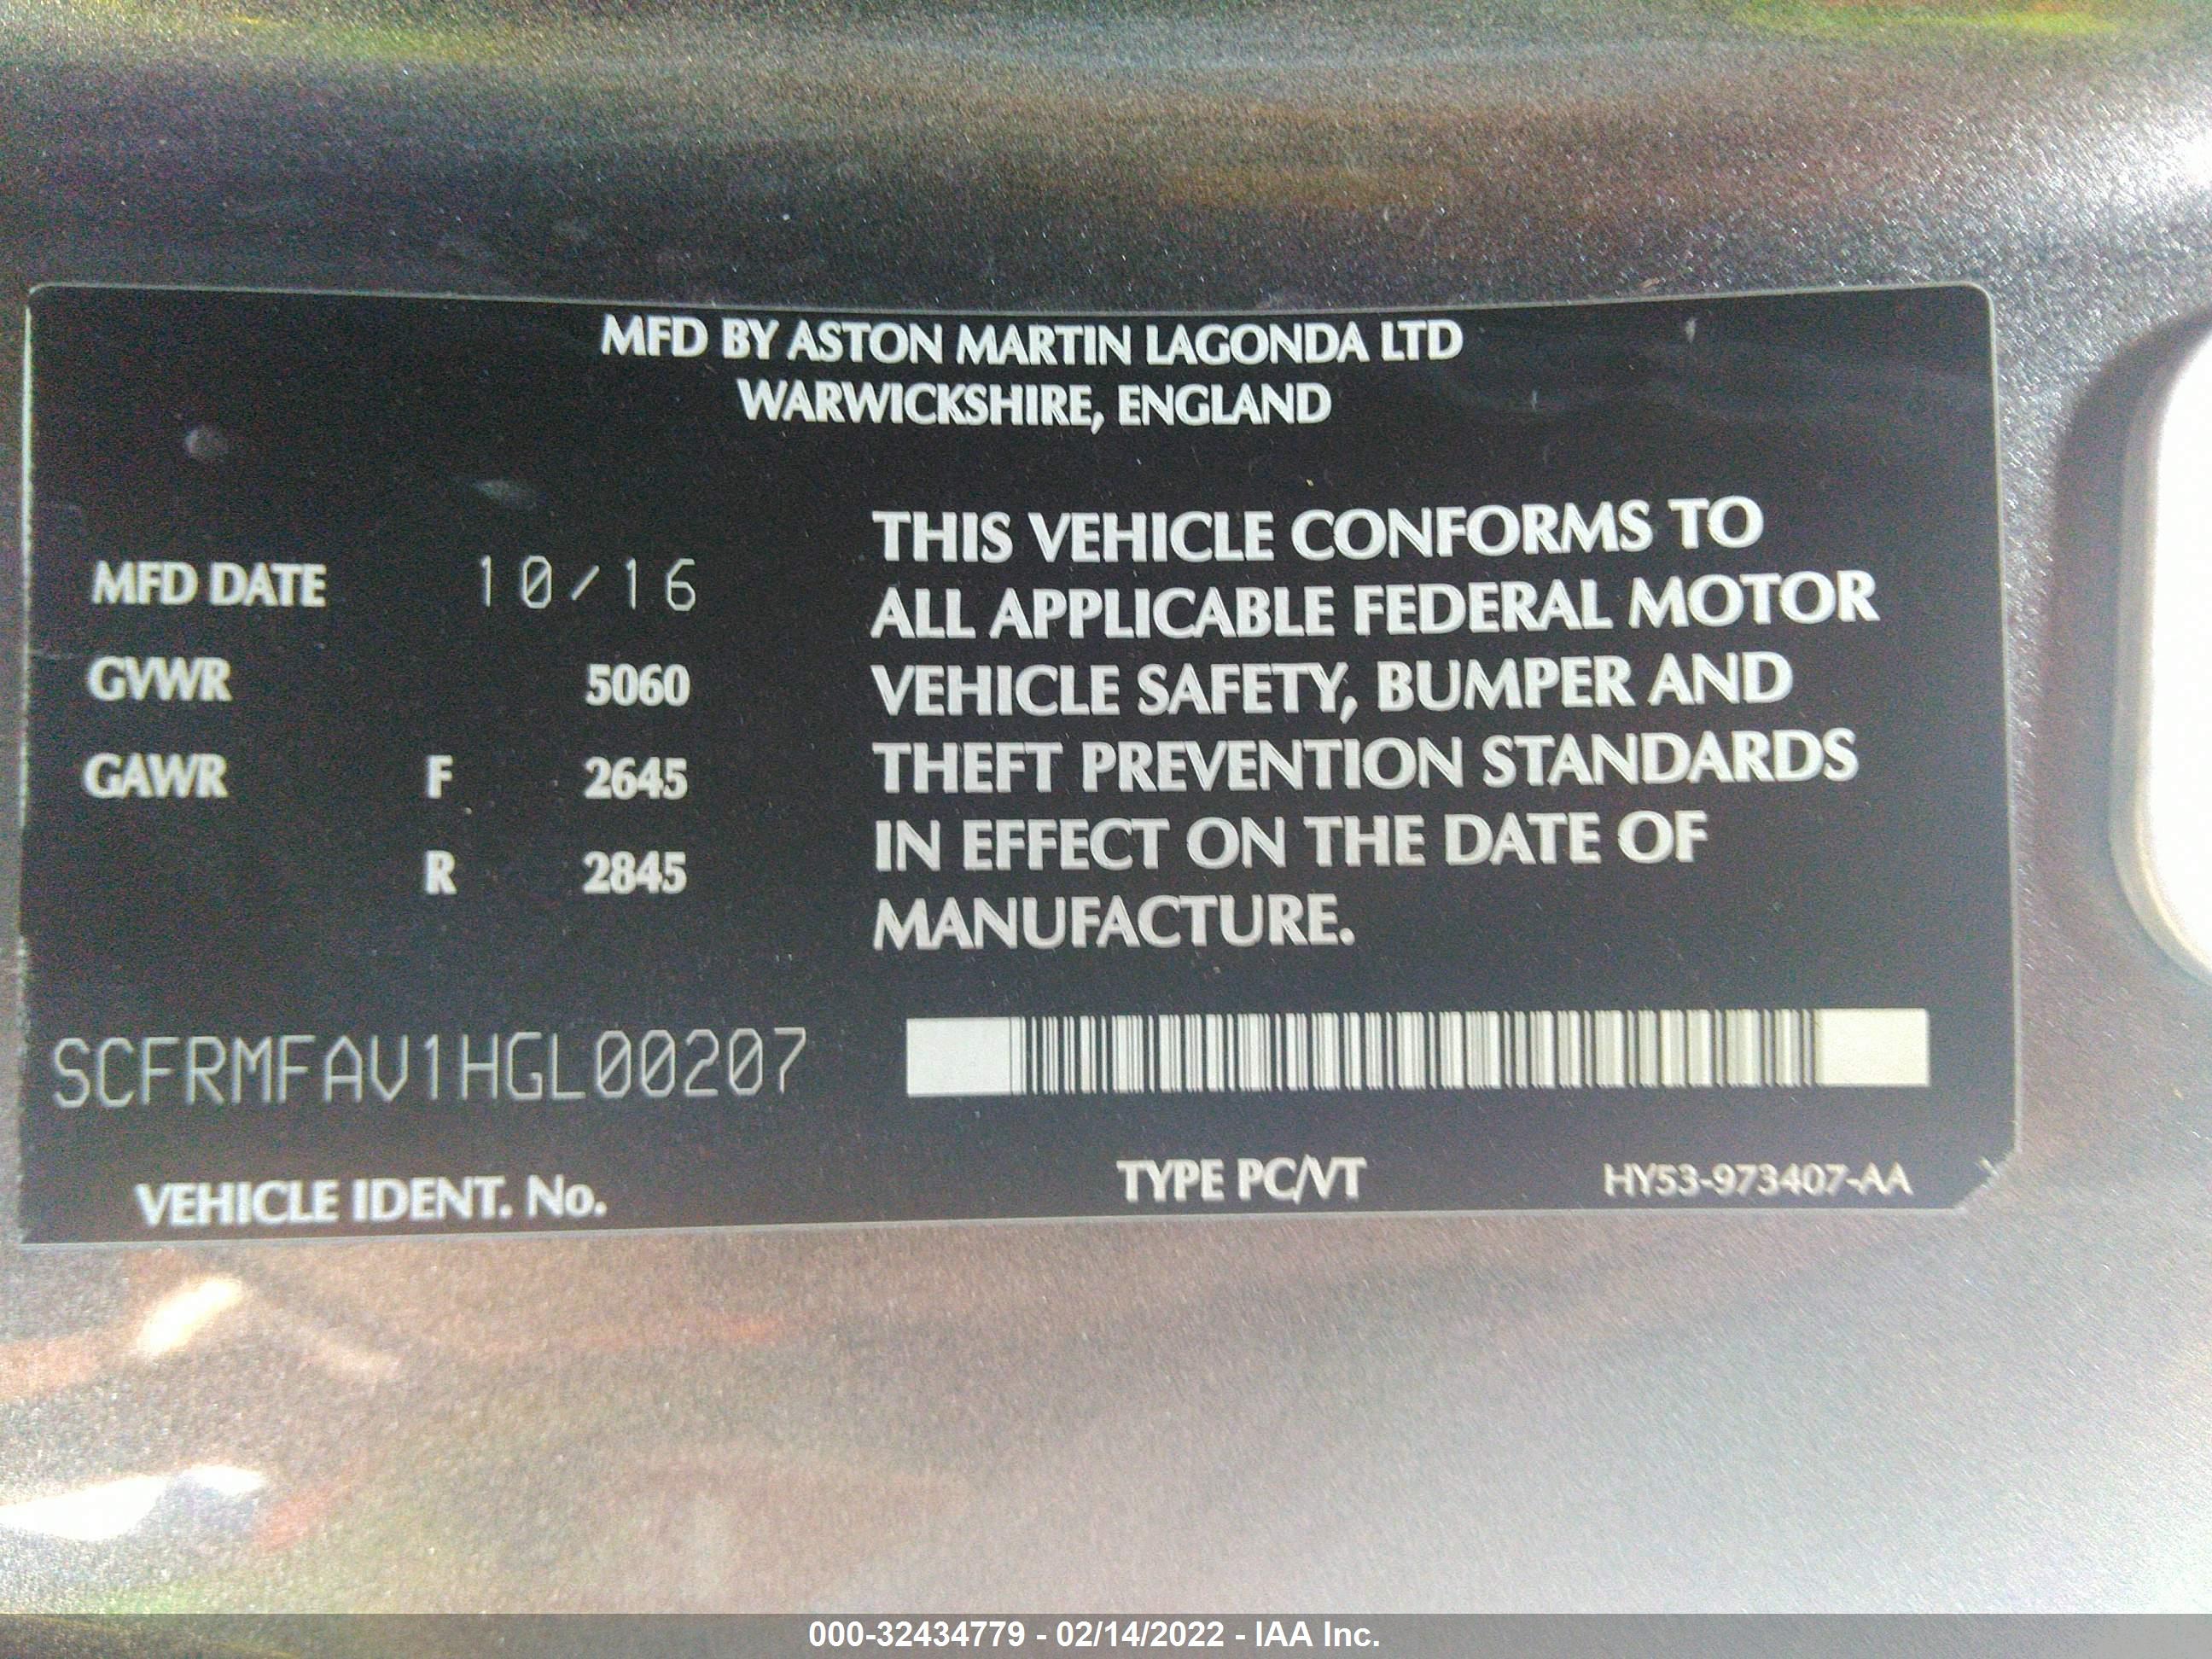 MFD BY ASTON MARTIN LAGONDA LTD
WARWICKSHIRE, ENGLAND
MFD DATE 10/16
GVWR 5060
GAWR F 2645
R 2845
THIS VEHICLE CONFORMS TO
ALL APPLICABLE FEDERAL MOTOR
VEHICLE SAFETY, BUMPER AND
THEFT PREVENTION STANDARDS
IN EFFECT ON THE DATE OF
MANUFACTURE.
SCFRMFAV1HGL00207
VEHICLE IDENT. No.
TYPE PC/VT
HY53-973407-AA
000-32434779 - 02/14/2022 - IAA Inc.